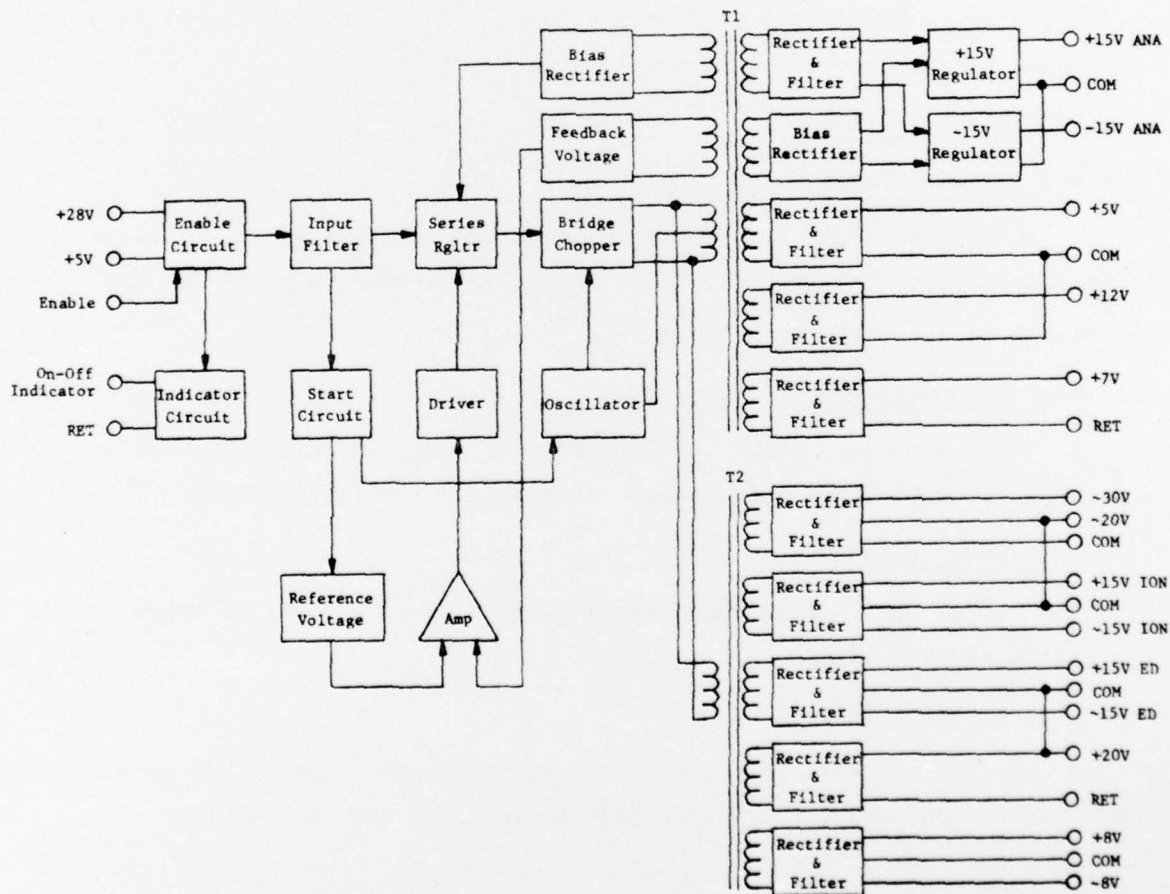 T1
Bias
Rectifier
Rectifier
&
Filter
+15V
Regulator
+15V ANA
COM
Feedback
Voltage
Bias
Rectifier
~15V
Regulator
-15V ANA
+28V
+5V
Enable
Enable
Circuit
Input
Filter
Series
Rgltr
Bridge
Chopper
Rectifier
&
Filter
+5V
COM
Rectifier
&
Filter
+12V
On-Off
Indicator
RET
Indicator
Circuit
Start
Circuit
Driver
Oscillator
Rectifier
&
Filter
+7V
RET
T2
Rectifier
&
Filter
~30V
~20V
COM
Reference
Voltage
Amp
Rectifier
&
Filter
+15V ION
COM
~15V ION
Rectifier
&
Filter
+15V ED
COM
~15V ED
Rectifier
&
Filter
+20V
RET
Rectifier
&
Filter
+8V
COM
~8V